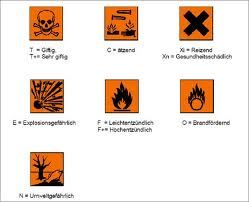 T = Giftig,
T+= Sehr giftig
C = ätzend
Xi = Reizend
Xn = Gesundheitsschädlich
E = Explosionsgefährlich
F = Leichtentzündlich
F+= Hochentzündlich
O = Brandfördernd
N = Umweltgefährlich